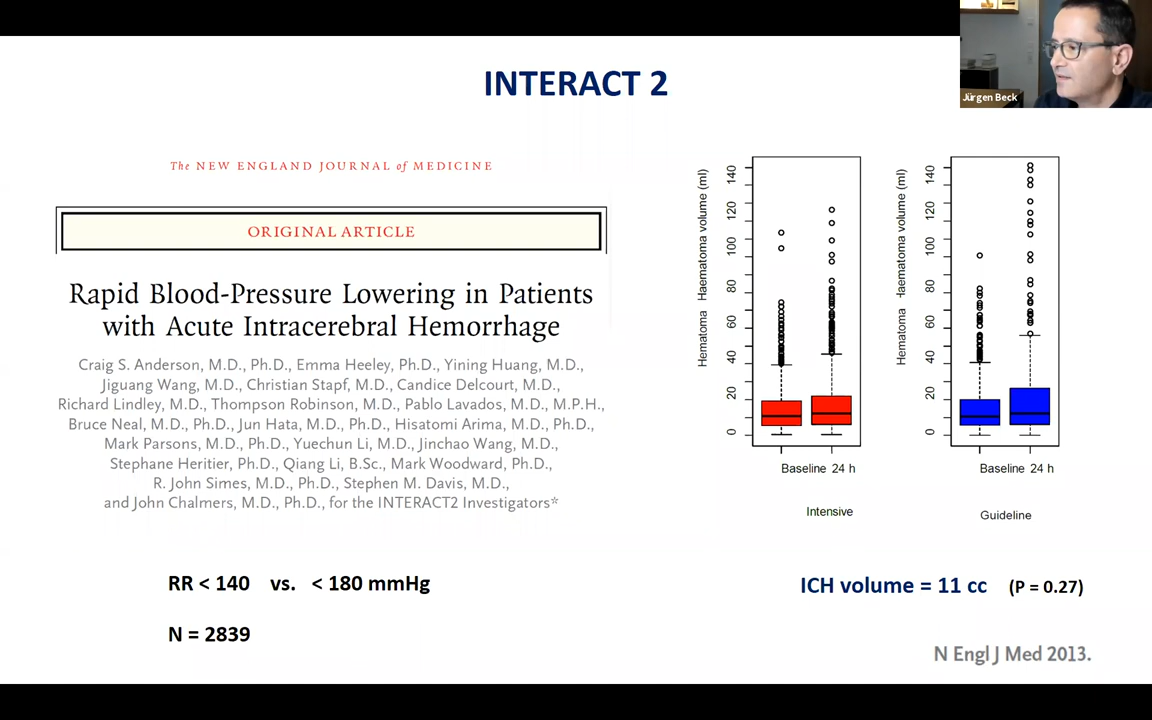 INTERACT 2
Jürgen Beck
The NEW ENGLAND JOURNAL of MEDICINE
ORIGINAL ARTICLE
Rapid Blood-Pressure Lowering in Patients
with Acute Intracerebral Hemorrhage
Craig S. Anderson, M.D., Ph.D., Emma Heeley, Ph.D., Yining Huang, M.D.,
Jiguang Wang, M.D., Christian Stapf, M.D., Candice Delcourt, M.D.,
Richard Lindley, M.D., Thompson Robinson, M.D., Pablo Lavados, M.D., M.P.H.,
Bruce Neal, M.D., Ph.D., Jun Hata, M.D., Ph.D., Hisatomi Arima, M.D., Ph.D.,
Mark Parsons, M.D., Ph.D., Yuechun Li, M.D., Jinchao Wang, M.D.,
Stephane Heritier, Ph.D., Qiang Li, B.Sc., Mark Woodward, Ph.D.,
R. John Simes, M.D., Ph.D., Stephen M. Davis, M.D.,
and John Chalmers, M.D., Ph.D., for the INTERACT2 Investigators*
RR < 140 vs. < 180 mmHg
N = 2839
Hematoma Haematoma volume (ml)
140
120
100
80
60
40
20
0
Baseline 24 h
Intensive
Hematoma Haematoma volume (ml)
140
120
100
80
60
40
20
0
Baseline 24 h
Guideline
ICH volume = 11 cc (P = 0.27)
N Engl J Med 2013.